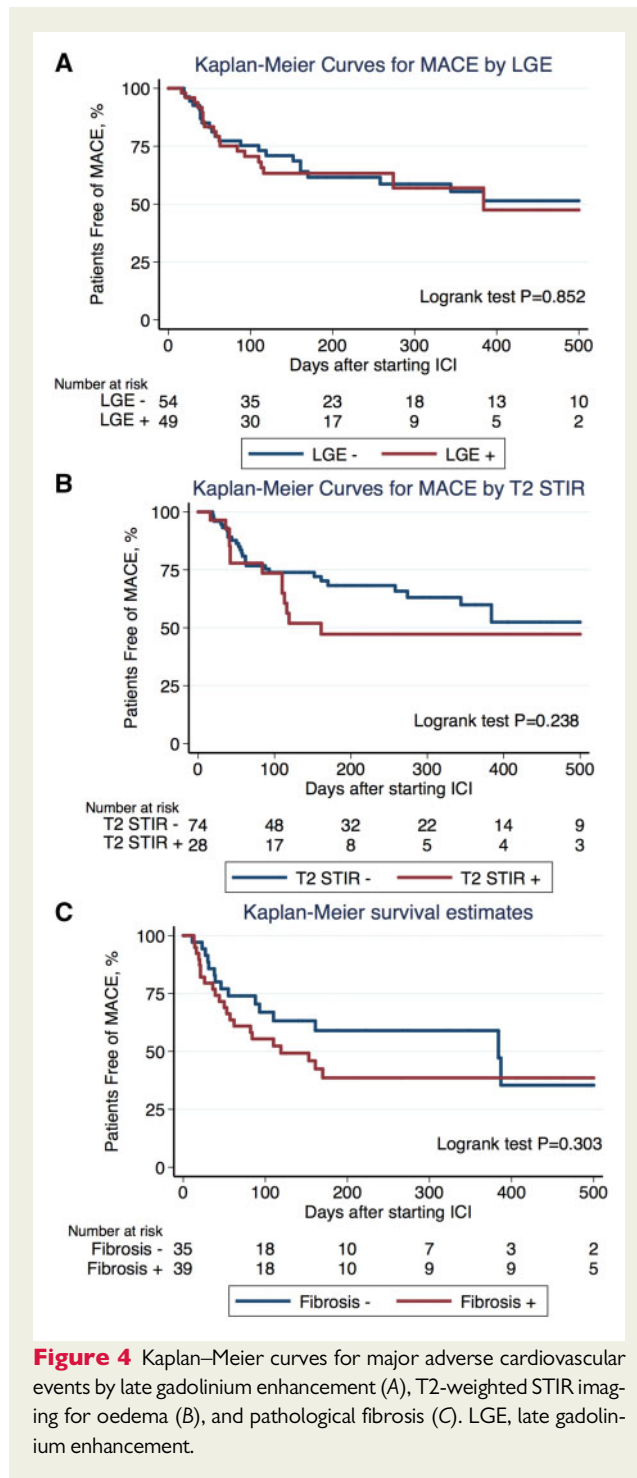 A
Kaplan-Meier Curves for MACE by LGE
Patients Free of MACE, %
100
75
50
25
0
Logrank test P=0.852
0 100 200 300 400 500
Days after starting ICI
Number at risk
LGE - 54 35 23 18 13 10
LGE + 49 30 17 9 5 2
LGE - LGE +
B
Kaplan-Meier Curves for MACE by T2 STIR
Patients Free of MACE, %
100
75
50
25
0
Logrank test P=0.238
0 100 200 300 400 500
Days after starting ICI
Number at risk
T2 STIR - 74 48 32 22 14 9
T2 STIR + 28 17 8 5 4 3
T2 STIR - T2 STIR +
C
Kaplan-Meier survival estimates
Patients Free of MACE, %
100
75
50
25
0
Logrank test P=0.303
0 100 200 300 400 500
Days after starting ICI
Number at risk
Fibrosis - 35 18 10 7 3 2
Fibrosis + 39 18 10 9 9 5
Fibrosis - Fibrosis +
Figure 4 Kaplan–Meier curves for major adverse cardiovascular
events by late gadolinium enhancement (A), T2-weighted STIR imag-
ing for oedema (B), and pathological fibrosis (C). LGE, late gadolin-
ium enhancement.